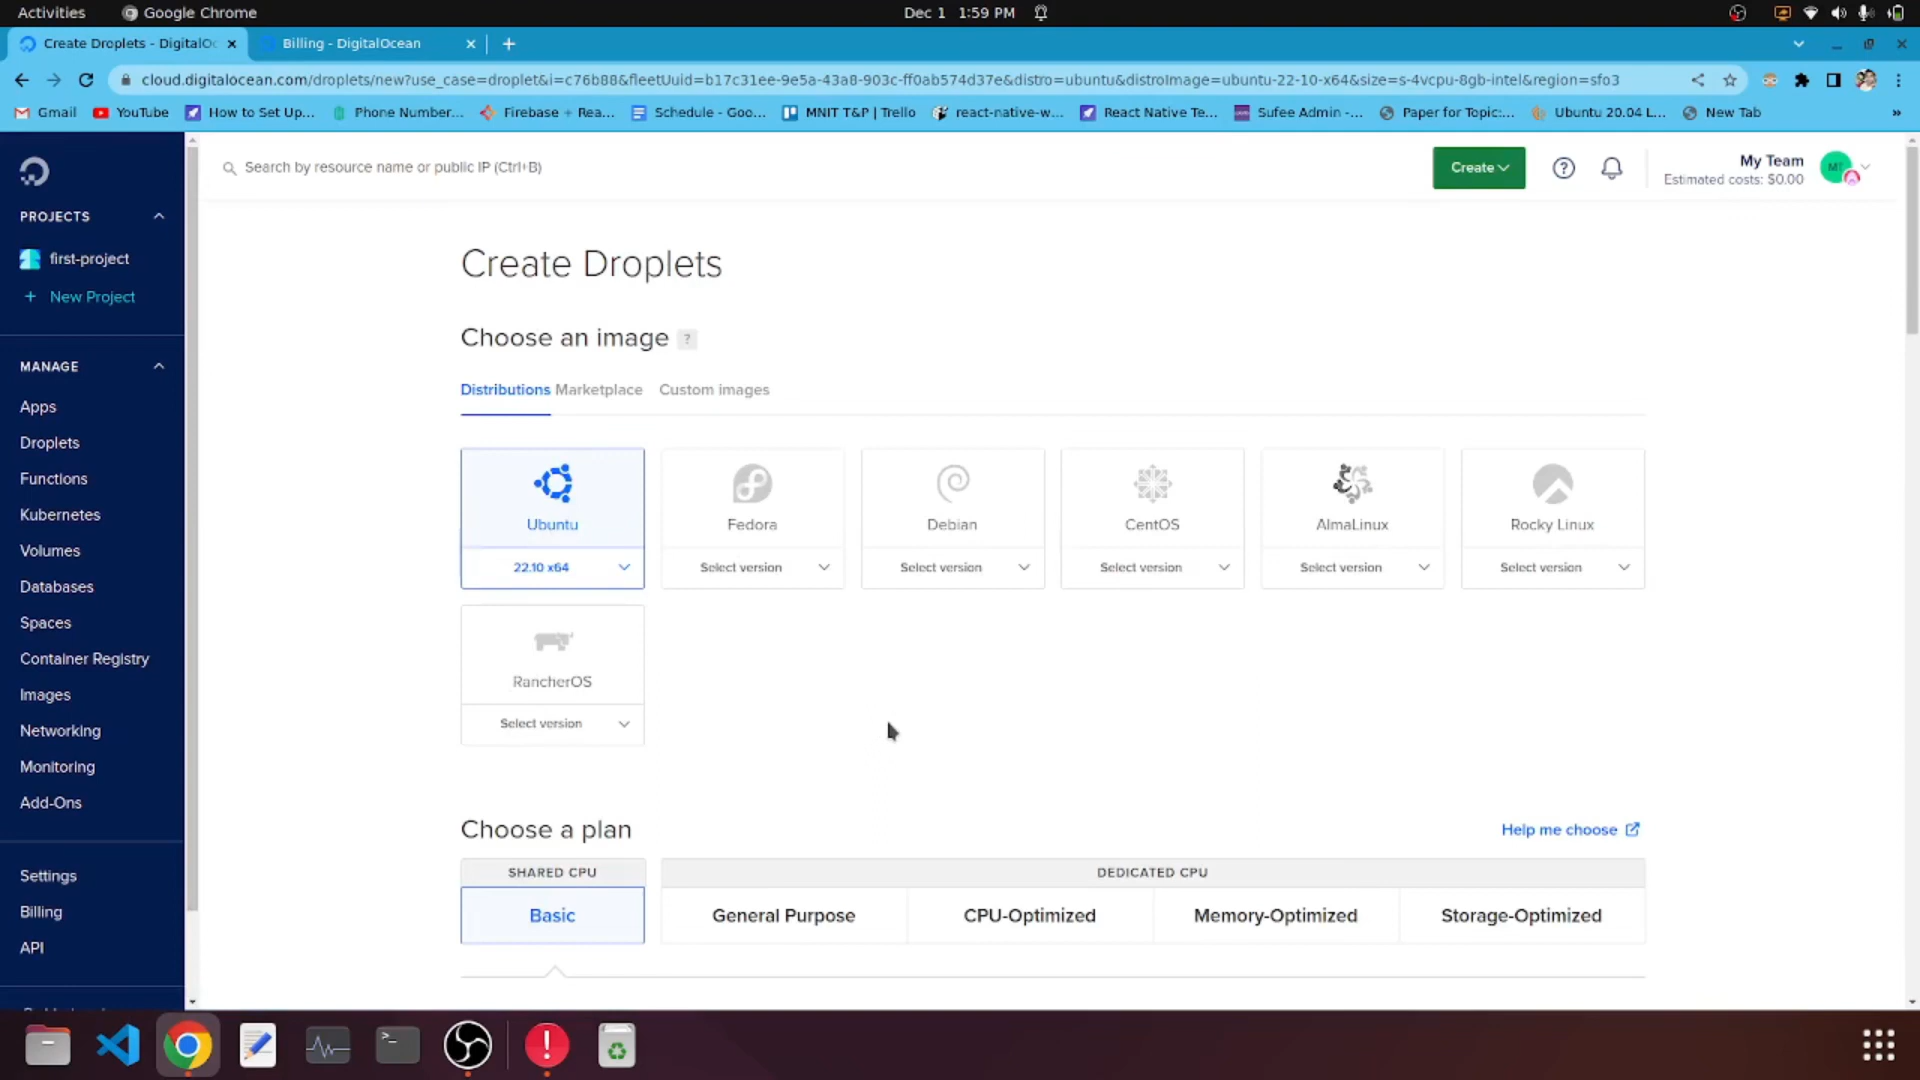 Activities
Google Chrome
Dec 1 1:59 PM
Create Droplets - DigitalOc
Billing - DigitalOcean
cloud.digitalocean.com/droplets/new?use_case=droplet&i=c76b88&fleetUuid=b17c31ee-9e5a-43a8-903c-ff0ab574d37e&distro=ubuntu&distroImage=ubuntu-22-10-x64&size=s-4vcpu-8gb-intel&region=sfo3
Gmail
YouTube
How to Set Up...
Phone Number...
Firebase + Rea...
Schedule - Goo...
MNIT T&P | Trello
react-native-w...
React Native Te...
Sufee Admin -...
Paper for Topic:...
Ubuntu 20.04 L...
New Tab
»
Search by resource name or public IP (Ctrl+B)
Create
?
My Team
Estimated costs: $0.00
MT
PROJECTS
first-project
+ New Project
MANAGE
Apps
Droplets
Functions
Kubernetes
Volumes
Databases
Spaces
Container Registry
Images
Networking
Monitoring
Add-Ons
Settings
Billing
API
Create Droplets
Choose an image ?
Distributions
Marketplace
Custom images
Ubuntu
22.10 x64
Fedora
Select version
Debian
Select version
CentOS
Select version
AlmaLinux
Select version
Rocky Linux
Select version
RancherOS
Select version
Choose a plan
Help me choose
SHARED CPU
Basic
DEDICATED CPU
General Purpose
CPU-Optimized
Memory-Optimized
Storage-Optimized